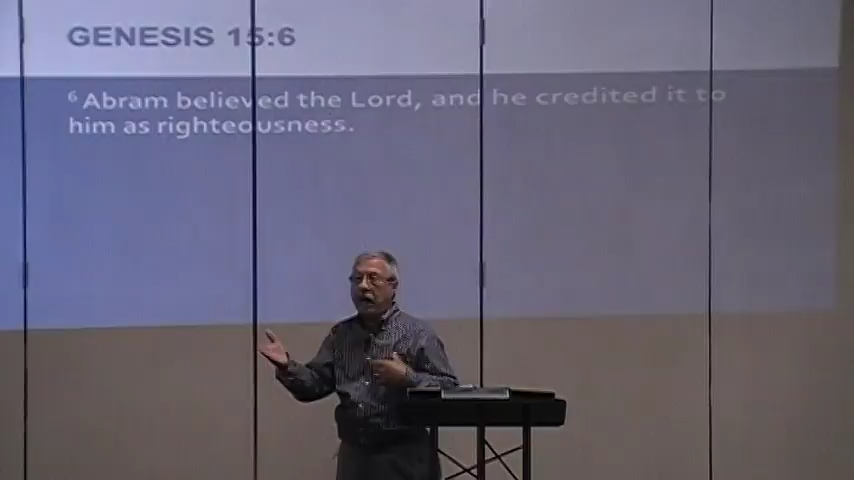 GENESIS 15:6
6 Abram believed the Lord, and he credited it to
him as righteousness.